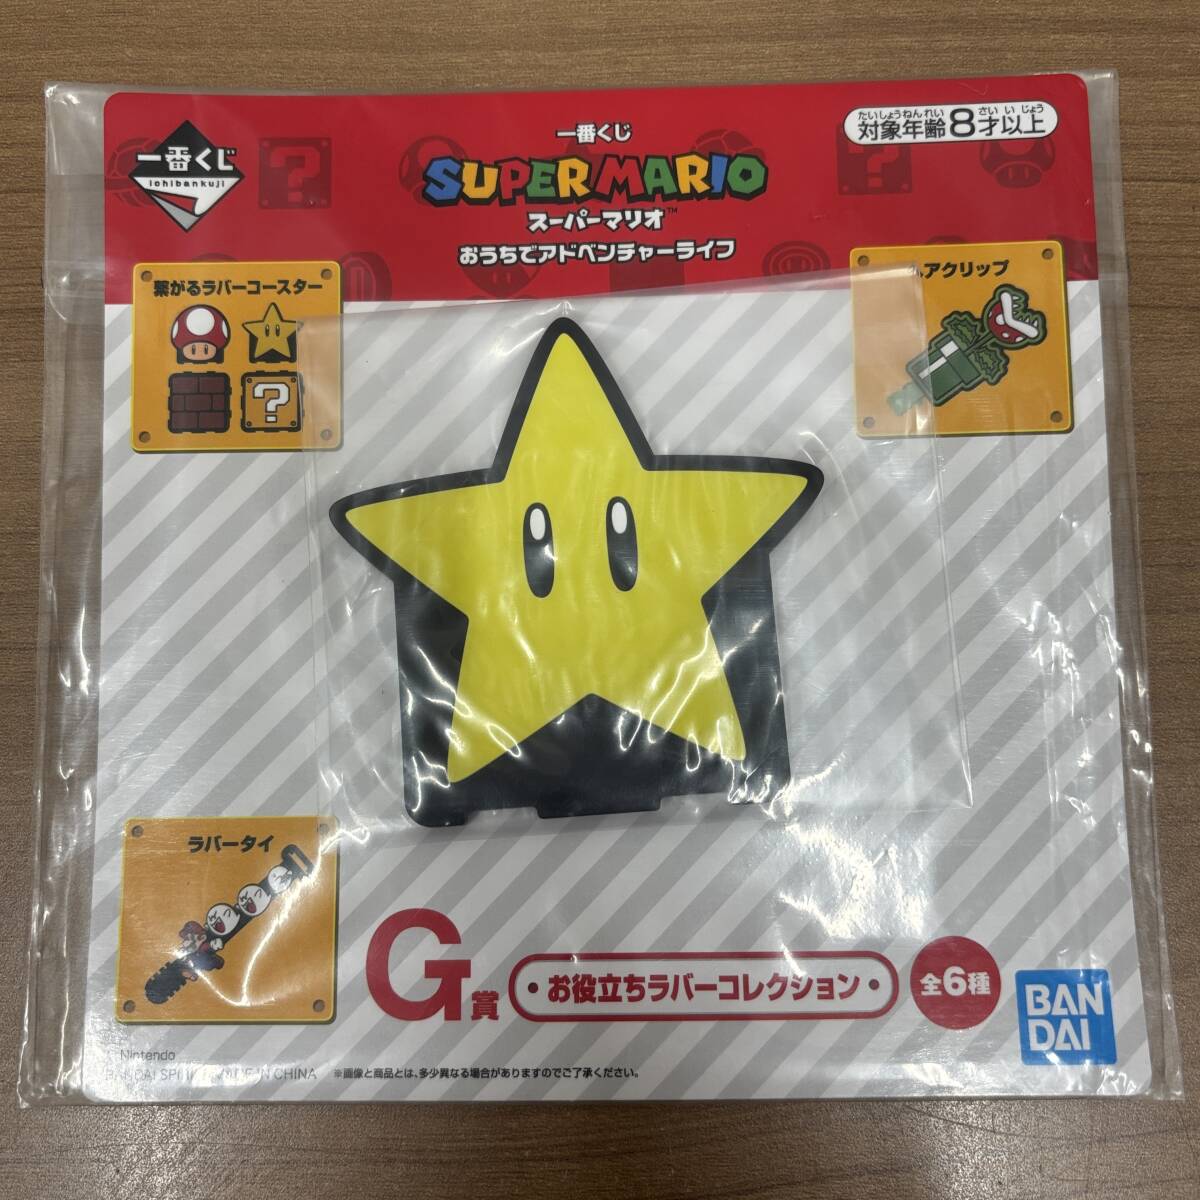 一番くじ
ichibankuji
一番くじ
SUPER MARIO
スーパーマリオ™
おうちでアドベンチャーライフ
たいしょうねんれい さい い じょう
対象年齢8才以上
繋がるラバーコースター
?
アクリップ
ラバータイ
G賞
・お役立ちラバーコレクション・
全6種
BAN
DAI
Nintendo
MADE IN CHINA ※画像と商品とは、多少異なる場合がありますのでご了承ください。